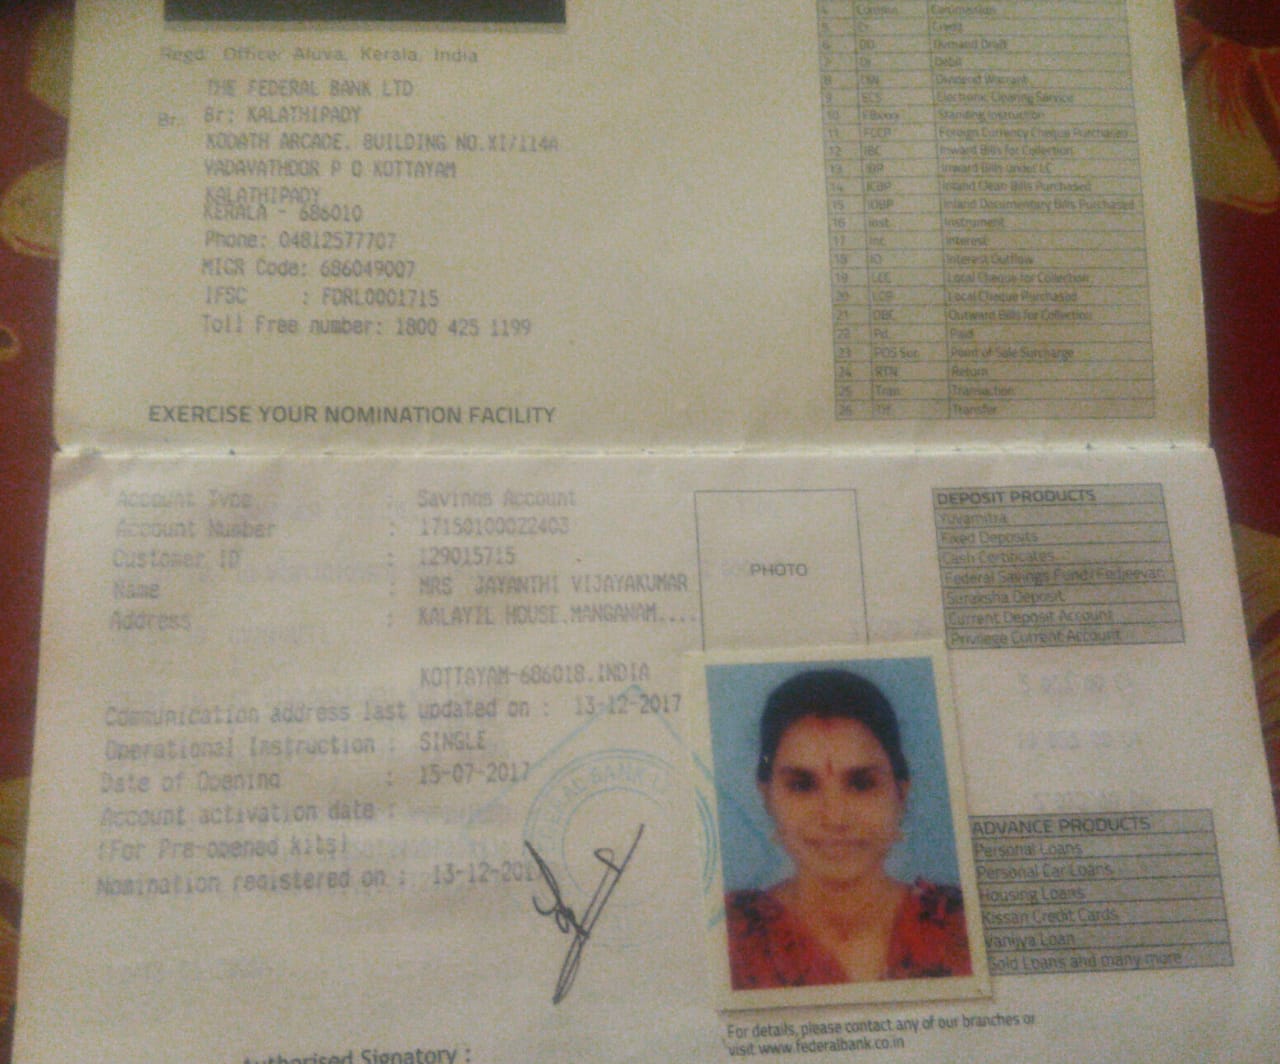 Regd. Office: Aluva, Kerala, India
THE FEDERAL BANK LTD
Br.: Br: KALATHIPADY
KODATH ARCADE. BUILDING NO.XI/114A
VADAVATHOOR P O KOTTAYAM
KALATHIPADY
KERALA - 686010
Phone: 04812577707
MICR Code: 686049007
IFSC : FDRL0001715
Toll Free number: 1800 425 1199
EXERCISE YOUR NOMINATION FACILITY
Comms. Commission
5 Cr. Credit
6 DD Demand Draft
7 Dr Debit
8 DW Dividend Warrant
9 ECS Electronic Clearing Service
10 Standing Instruction
11 FCCP Foreign Currency Cheque Purchased
12 IBC Inward Bills for Collection
13 IBP Inward Bills under LC
14 ICBP Inland Clean Bills Purchased
15 IDBP Inland Documentary Bills Purchased
16 Inst. Instrument
17 Int. Interest
18 IO Interest Outflow
19 LCC Local Cheque for Collection
20 LCP Local Cheque Purchased
21 OBC Outward Bills for Collection
22 Pd. Paid
23 POS Sur. Point of Sale Surcharge
24 RTN Return
25 Tran. Transaction
26 Tfr Transfer
Account Type : Savings Account
Account Number : 17150100022403
Customer ID : 129015715
Name : MRS JAYANTHI VIJAYAKUMAR
Address : KALAYIL HOUSE.MANGANAM....
KOTTAYAM-686018.INDIA
Communication address last updated on : 13-12-2017
Operational Instruction : SINGLE
Date of Opening : 15-07-2017
Account activation date :
(For Pre-opened kits)
Nomination registered on : 13-12-2017
PHOTO
DEPOSIT PRODUCTS
Yuvamitra
Fixed Deposits
Cash Certificates
Federal Savings Fund/Fedjeevan
Suraksha Deposit
Current Deposit Account
Privilege Current Account
ADVANCE PRODUCTS
Personal Loans
Personal Car Loans
Housing Loans
Kissan Credit Cards
Vanijya Loan
Gold Loans and many more
For details, please contact any of our branches or
visit www.federalbank.co.in
Authorised Signatory :